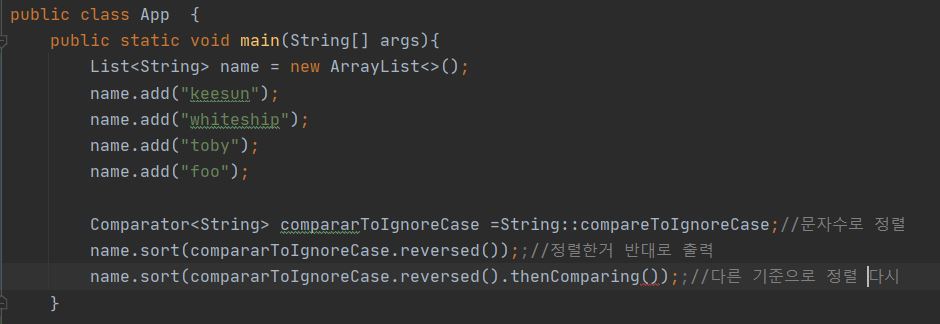 public class App {
public static void main(String[] args){
List<String> name = new ArrayList<>();
name.add("keesun");
name.add("whiteship");
name.add("toby");
name.add("foo");
Comparator<String> compararToIgnoreCase =String::compareToIgnoreCase;//문자수로 정렬
name.sort(compararToIgnoreCase.reversed());;//정렬한거 반대로 출력
name.sort(compararToIgnoreCase.reversed().thenComparing());;//다른 기준으로 정렬 다시
}